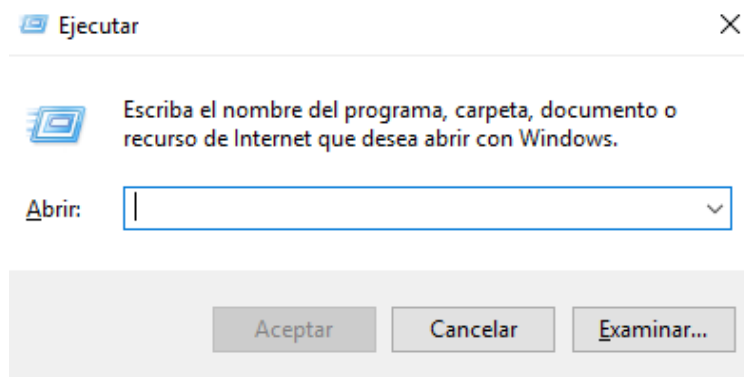 Ejecutar
Escriba el nombre del programa, carpeta, documento o
recurso de Internet que desea abrir con Windows.
Abrir:
Aceptar Cancelar Examinar...